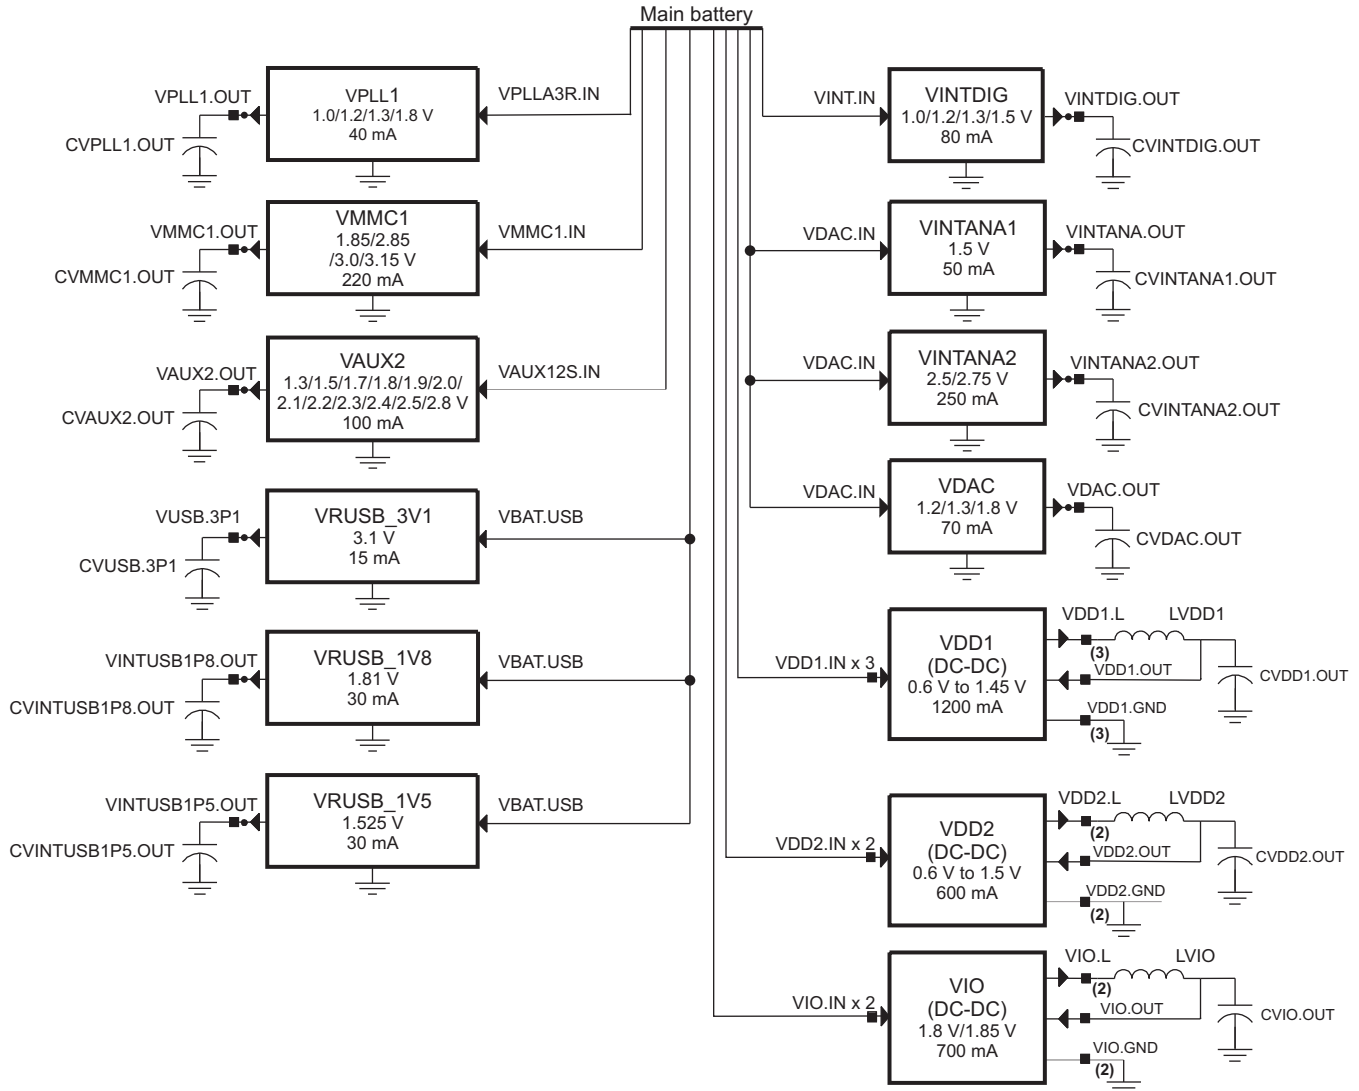 Main battery
VPLL1.OUT
CVPLL1.OUT
VPLL1
1.0/1.2/1.3/1.8 V
40 mA
VPLLA3R.IN
VMMC1.OUT
CVMMC1.OUT
VMMC1
1.85/2.85
/3.0/3.15 V
220 mA
VMMC1.IN
VAUX2.OUT
CVAUX2.OUT
VAUX2
1.3/1.5/1.7/1.8/1.9/2.0/
2.1/2.2/2.3/2.4/2.5/2.8 V
100 mA
VAUX12S.IN
VUSB.3P1
CVUSB.3P1
VRUSB_3V1
3.1 V
15 mA
VBAT.USB
VINTUSB1P8.OUT
CVINTUSB1P8.OUT
VRUSB_1V8
1.81 V
30 mA
VBAT.USB
VINTUSB1P5.OUT
CVINTUSB1P5.OUT
VRUSB_1V5
1.525 V
30 mA
VBAT.USB
VINT.IN
VINTDIG
1.0/1.2/1.3/1.5 V
80 mA
VINTDIG.OUT
CVINTDIG.OUT
VDAC.IN
VINTANA1
1.5 V
50 mA
VINTANA.OUT
CVINTANA1.OUT
VDAC.IN
VINTANA2
2.5/2.75 V
250 mA
VINTANA2.OUT
CVINTANA2.OUT
VDAC.IN
VDAC
1.2/1.3/1.8 V
70 mA
VDAC.OUT
CVDAC.OUT
VDD1.IN x 3
VDD1
(DC-DC)
0.6 V to 1.45 V
1200 mA
VDD1.L
LVDD1
(3)
VDD1.OUT
CVDD1.OUT
VDD1.GND
(3)
VDD2.IN x 2
VDD2
(DC-DC)
0.6 V to 1.5 V
600 mA
VDD2.L
LVDD2
(2)
VDD2.OUT
CVDD2.OUT
VDD2.GND
(2)
VIO.IN x 2
VIO
(DC-DC)
1.8 V/1.85 V
700 mA
VIO.L
LVIO
(2)
VIO.OUT
CVIO.OUT
VIO.GND
(2)